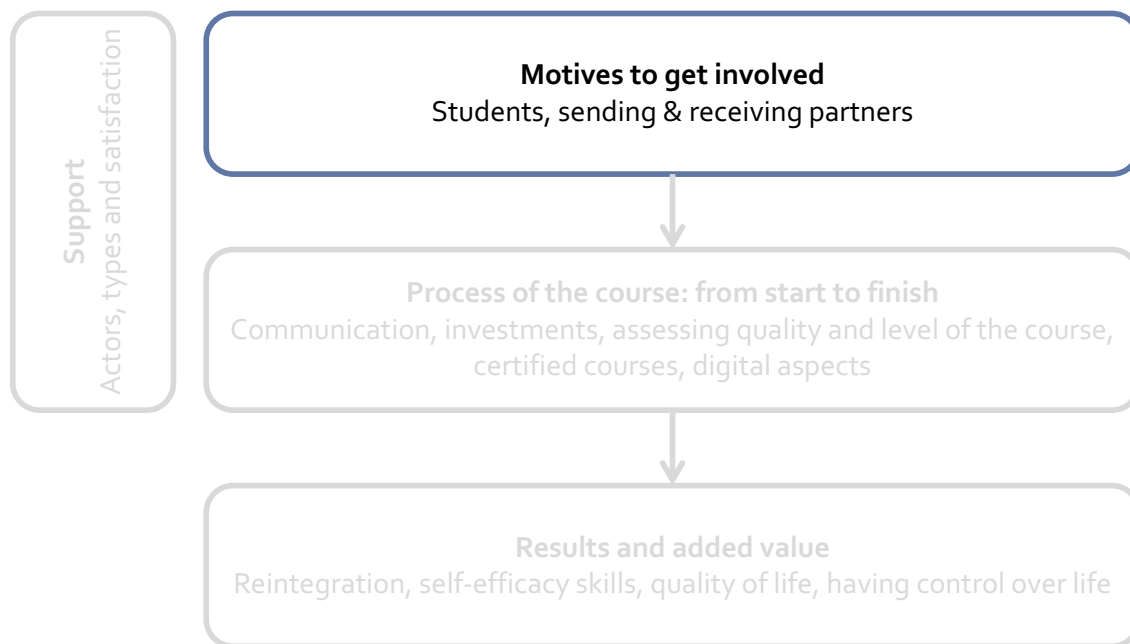 Support
Actors, types and satisfaction
Motives to get involved
Students, sending & receiving partners
Process of the course: from start to finish
Communication, investments, assessing quality and level of the course,
certified courses, digital aspects
Results and added value
Reintegration, self-efficacy skills, quality of life, having control over life